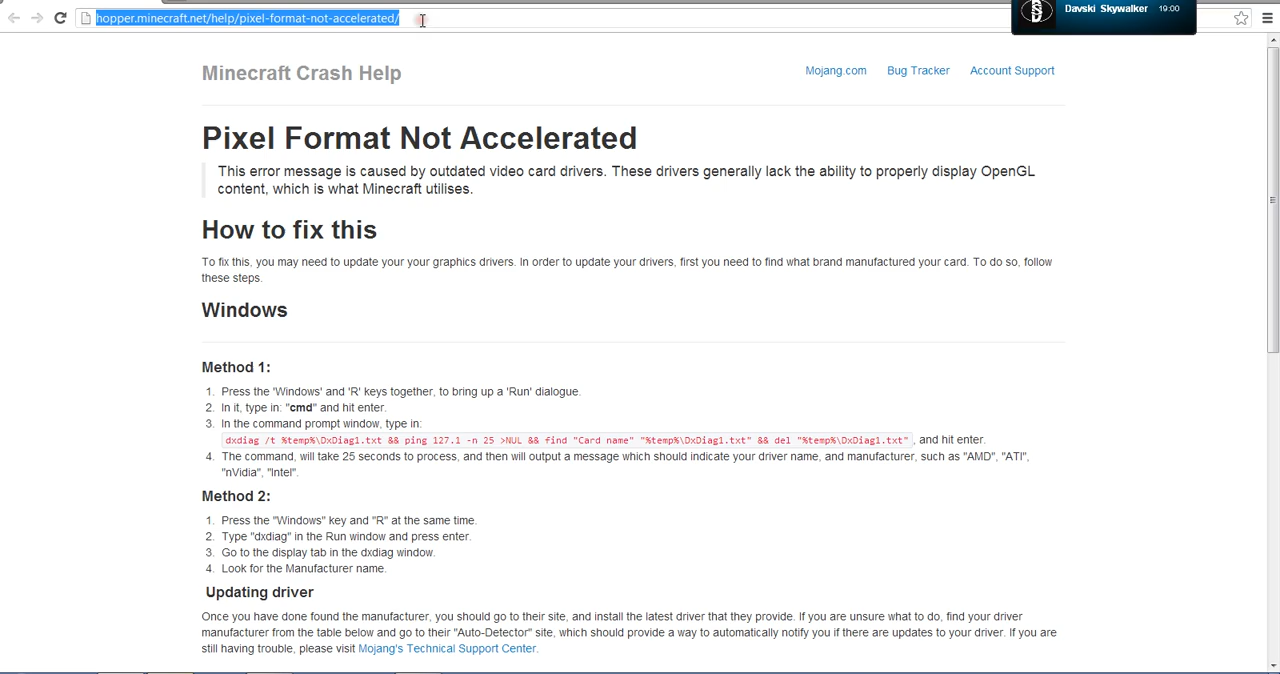 hopper.minecraft.net/help/pixel-format-not-accelerated/
Davski Skywalker 19:00
Minecraft Crash Help
Mojang.com Bug Tracker Account Support
Pixel Format Not Accelerated
This error message is caused by outdated video card drivers. These drivers generally lack the ability to properly display OpenGL
content, which is what Minecraft utilises.
How to fix this
To fix this, you may need to update your your graphics drivers. In order to update your drivers, first you need to find what brand manufactured your card. To do so, follow
these steps.
Windows
Method 1:
1. Press the 'Windows' and 'R' keys together, to bring up a 'Run' dialogue.
2. In it, type in: "cmd" and hit enter.
3. In the command prompt window, type in:
dxdiag /t %temp%\DxDiag1.txt && ping 127.1 -n 25 >NUL && find "Card name" "%temp%\DxDiag1.txt" && del "%temp%\DxDiag1.txt" , and hit enter.
4. The command, will take 25 seconds to process, and then will output a message which should indicate your driver name, and manufacturer, such as "AMD", "ATI",
"nVidia", "Intel".
Method 2:
1. Press the "Windows" key and "R" at the same time.
2. Type "dxdiag" in the Run window and press enter.
3. Go to the display tab in the dxdiag window.
4. Look for the Manufacturer name.
Updating driver
Once you have done found the manufacturer, you should go to their site, and install the latest driver that they provide. If you are unsure what to do, find your driver
manufacturer from the table below and go to their "Auto-Detector" site, which should provide a way to automatically notify you if there are updates to your driver. If you are
still having trouble, please visit Mojang's Technical Support Center.